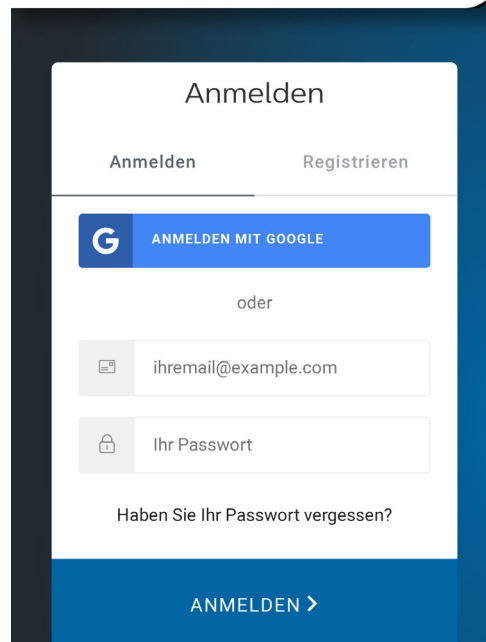 Anmelden
Anmelden Registrieren
G ANMELDEN MIT GOOGLE
oder
ihremail@example.com
Ihr Passwort
Haben Sie Ihr Passwort vergessen?
ANMELDEN